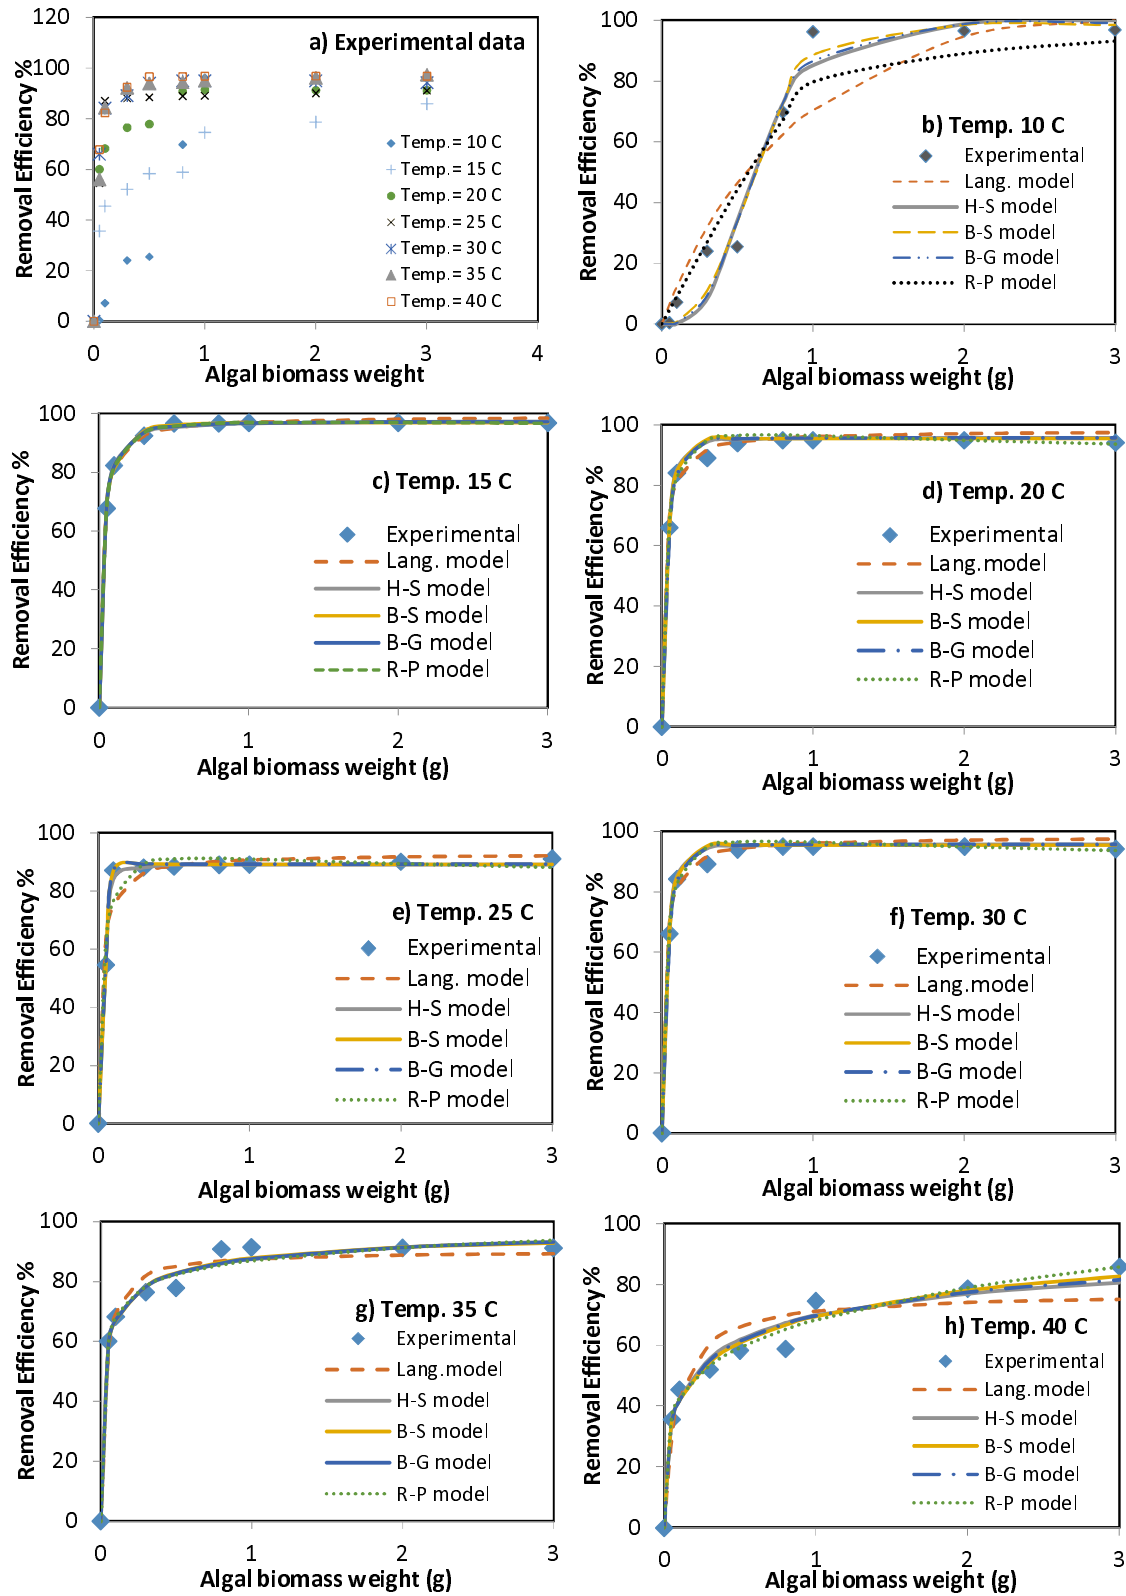 a) Experimental data
Removal Efficiency %
120
100
80
60
40
20
0
0 1 2 3 4
Algal biomass weight
Temp.= 10 C
Temp.= 15 C
Temp.= 20 C
Temp.= 25 C
Temp.= 30 C
Temp.= 35 C
Temp.= 40 C
b) Temp. 10 C
Removal Efficiency %
100
80
60
40
20
0
0 1 2 3
Algal biomass weight (g)
Experimental
Lang. model
H-S model
B-S model
B-G model
R-P model
c) Temp. 15 C
Removal Efficiency %
100
80
60
40
20
0
0 1 2 3
Algal biomass weight (g)
Experimental
Lang. model
H-S model
B-S model
B-G model
R-P model
d) Temp. 20 C
Removal Efficiency %
100
80
60
40
20
0
0 1 2 3
Algal biomass weight (g)
Experimental
Lang.model
H-S model
B-S model
B-G model
R-P model
e) Temp. 25 C
Removal Efficiency %
100
80
60
40
20
0
0 1 2 3
Algal biomass weight (g)
Experimental
Lang. model
H-S model
B-S model
B-G model
R-P model
f) Temp. 30 C
Removal Efficiency %
100
80
60
40
20
0
0 1 2 3
Algal biomass weight (g)
Experimental
Lang.model
H-S model
B-S model
B-G model
R-P model
g) Temp. 35 C
Removal Efficiency %
100
80
60
40
20
0
0 1 2 3
Algal biomass weight (g)
Experimental
Lang.model
H-S model
B-S model
B-G model
R-P model
h) Temp. 40 C
Removal Efficiency %
100
80
60
40
20
0
0 1 2 3
Algal biomass weight (g)
Experimental
Lang.model
H-S model
B-S model
B-G model
R-P model